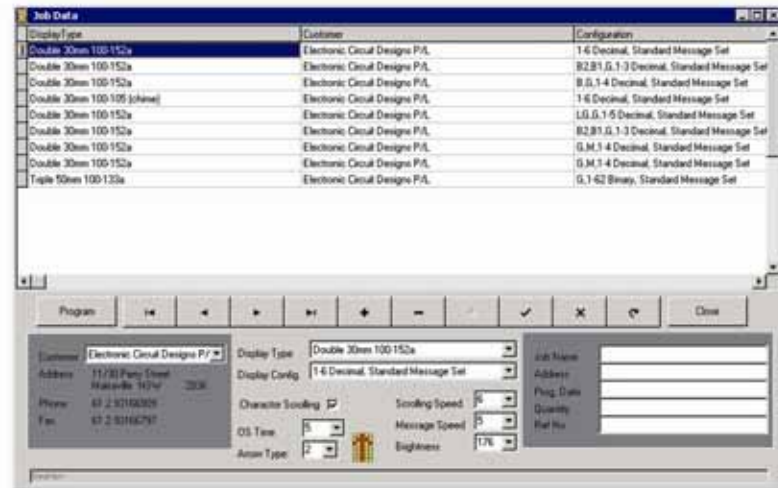 Job Data
DisplayType Customer Configuration
Double 30mm 100-152a Electronic Circuit Designs P/L 1-6 Decimal, Standard Message Set
Double 30mm 100-152a Electronic Circuit Designs P/L B2,B1,G,1-3 Decimal, Standard Message Set
Double 30mm 100-152a Electronic Circuit Designs P/L B,G,1-4 Decimal, Standard Message Set
Double 30mm 100-105 (chime) Electronic Circuit Designs P/L 1-6 Decimal, Standard Message Set
Double 30mm 100-152a Electronic Circuit Designs P/L LG,G,1-5 Decimal, Standard Message Set
Double 30mm 100-152a Electronic Circuit Designs P/L B2,B1,G,1-3 Decimal, Standard Message Set
Double 30mm 100-152a Electronic Circuit Designs P/L G,M,1-4 Decimal, Standard Message Set
Double 30mm 100-152a Electronic Circuit Designs P/L G,M,1-4 Decimal, Standard Message Set
Triple 50mm 100-133a Electronic Circuit Designs P/L G,1-62 Binary, Standard Message Set
Program Close
Customer Electronic Circuit Designs P/
Address 11/30 Perry Street
NSW
Phone
Fax
Display Type Double 30mm 100-152a
Display Config. 1-6 Decimal, Standard Message Set
Character Scrolling Scrolling Speed 6
OS Time 5 Message Speed 5
Arrow Type 2 Brightness 176
Job Name
Address
Prog. Date
Quantity
Ref No